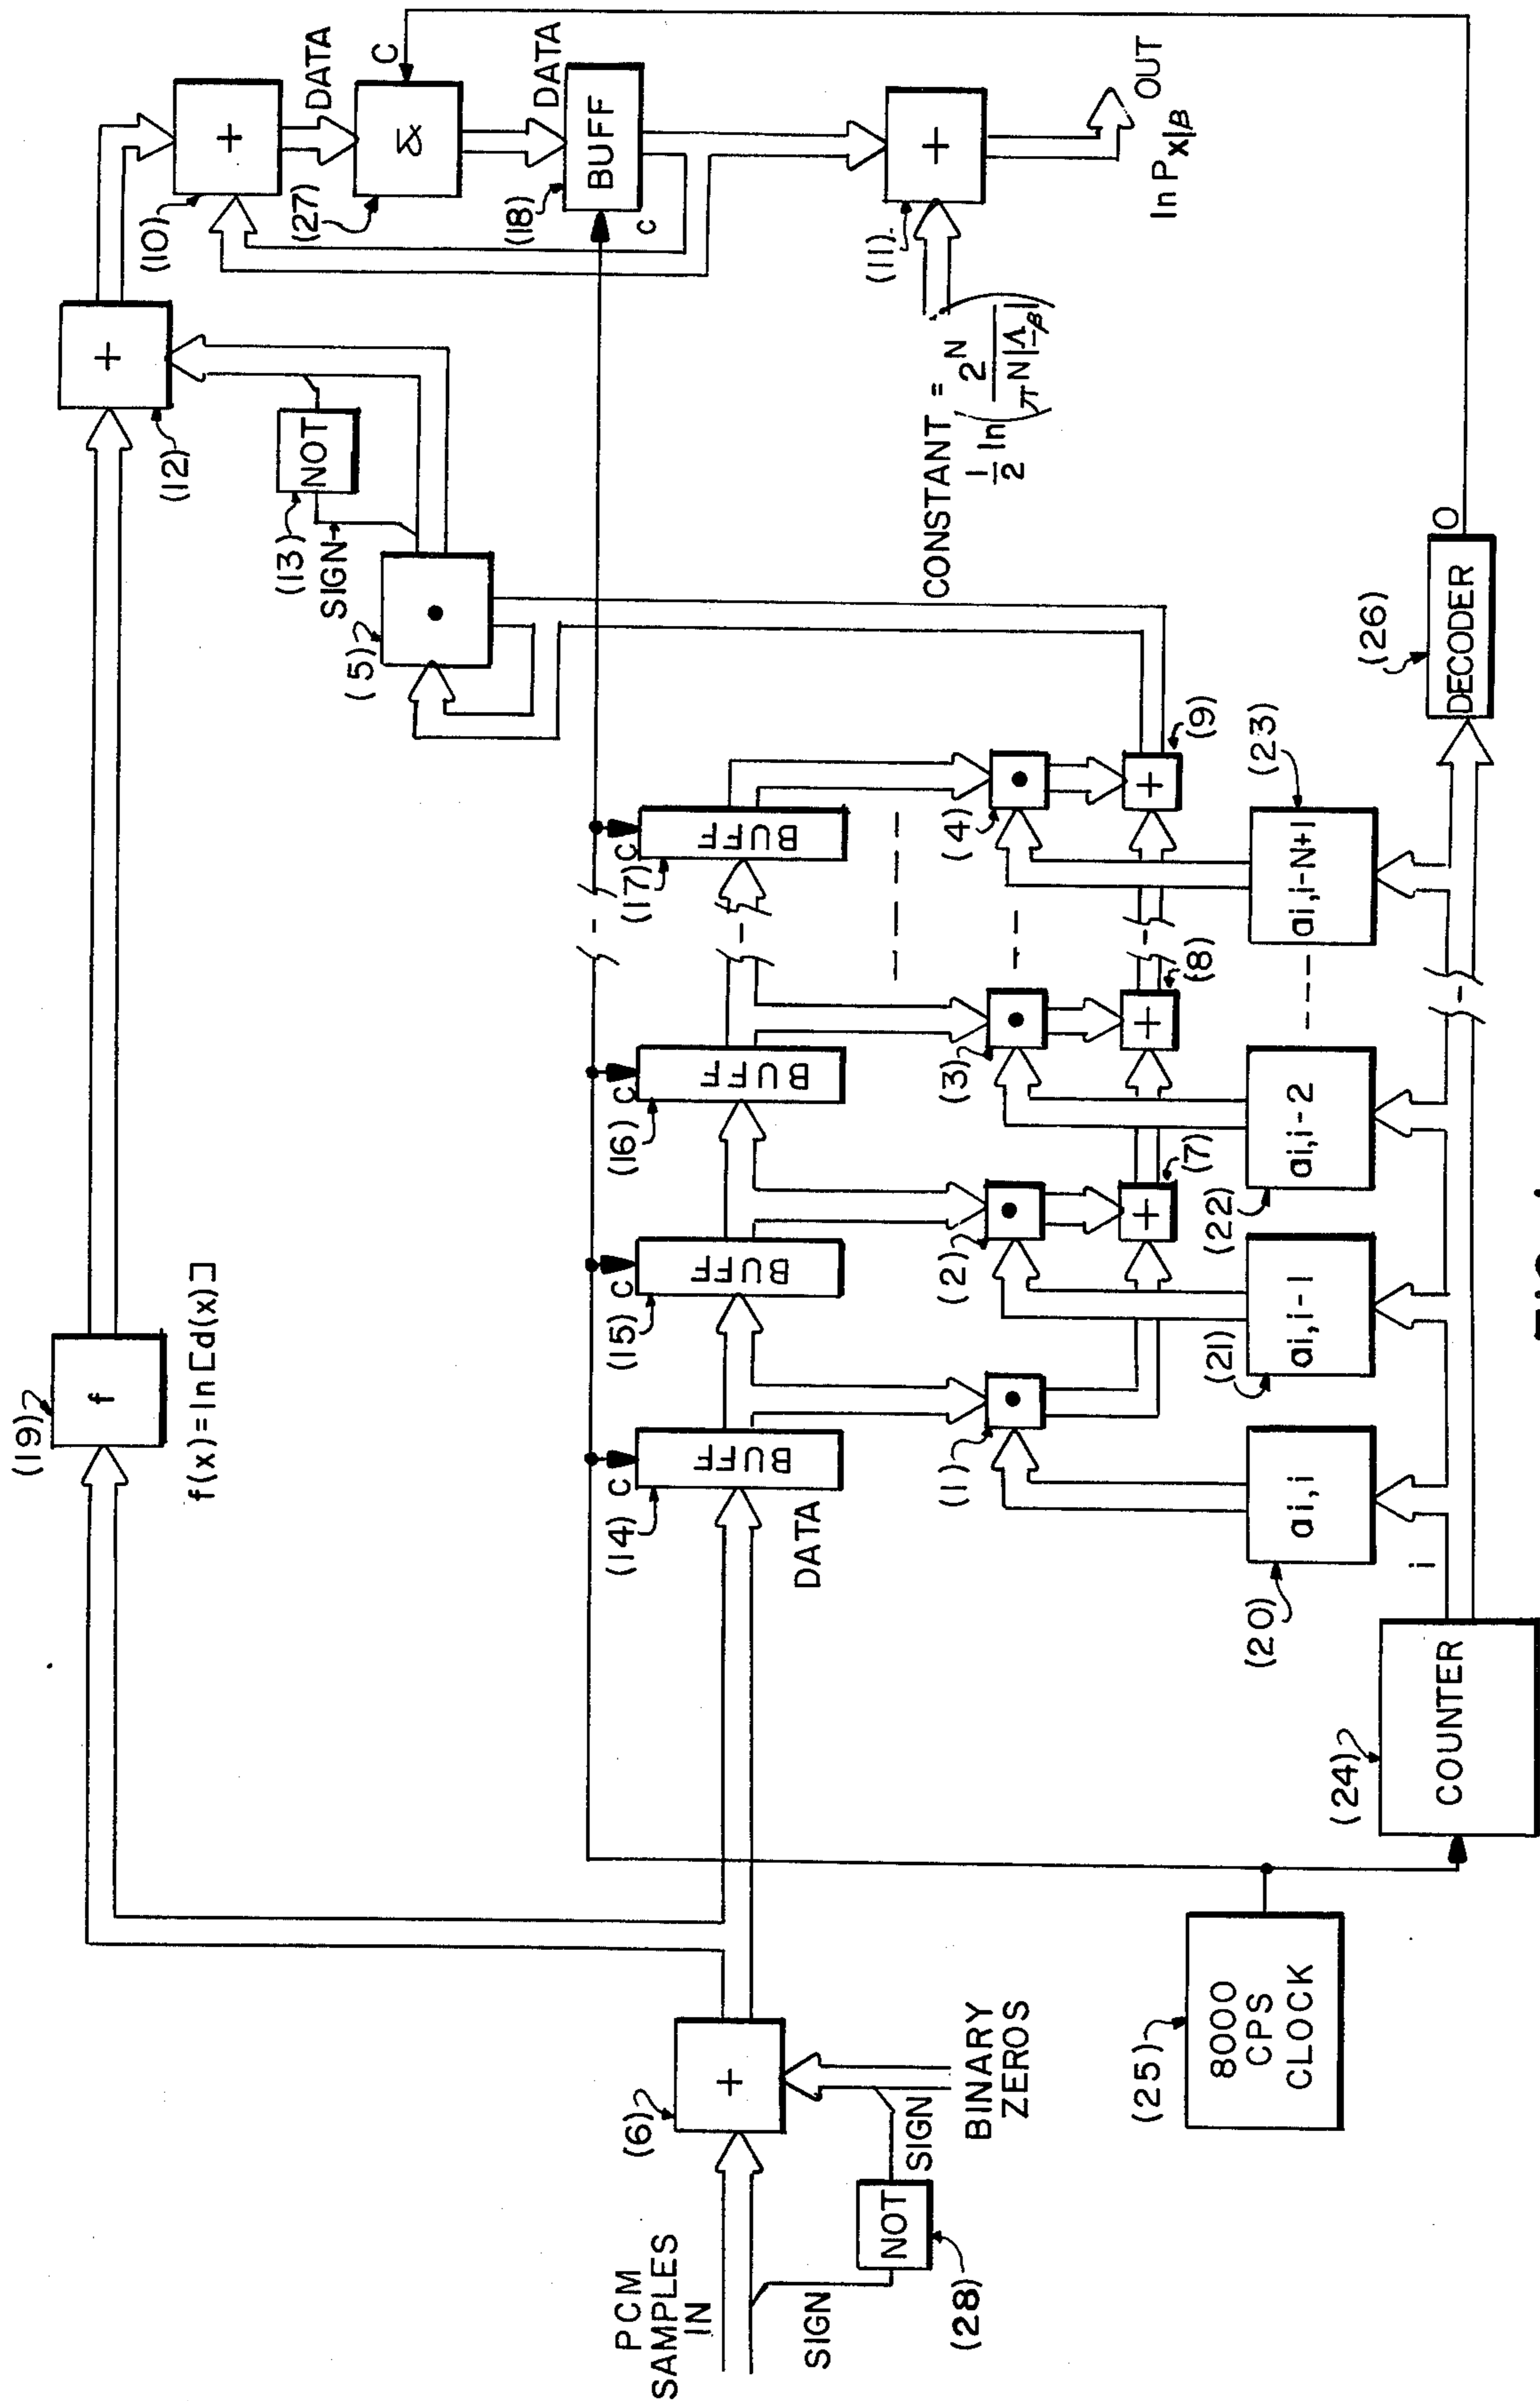 (19)
f
f(x) = ln [d(x)]
(12)
+
(10)
+
DATA
(27)
&
C
DATA
(18)
BUFF
C
(13)
NOT
SIGN
(5)
•
(11)
+
OUT
ln P x|β
CONSTANT =
1/2 ln ( 2^N / π^N |Λ_β| )
PCM
SAMPLES
IN
SIGN
NOT
(28)
SIGN
(6)
+
BINARY
ZEROS
DATA
(14)
C
BUFF
(15)
C
BUFF
(16)
C
BUFF
(17)
C
BUFF
(1)
•
(2)
•
(3)
•
(4)
•
+
(7)
+
(8)
+
(9)
(20)
ai,i
(21)
ai,i-1
(22)
ai,i-2
ai,i-N+1
(23)
(25)
8000
CPS
CLOCK
(24)
COUNTER
i
(26)
DECODER
O